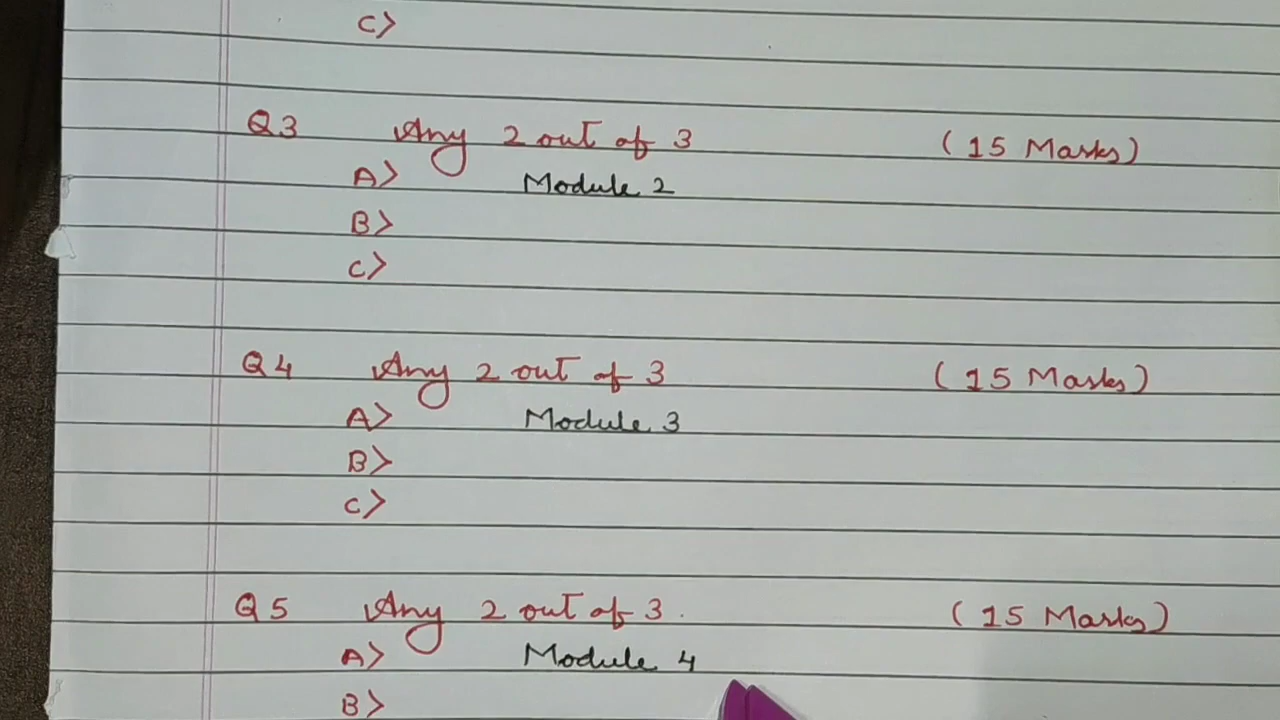 C>
Q3 Any 2 out of 3 (15 Marks)
A> Module 2
B>
C>
Q4 Any 2 out of 3 (15 Marks)
A> Module 3
B>
C>
Q5 Any 2 out of 3. (15 Marks)
A> Module 4
B>